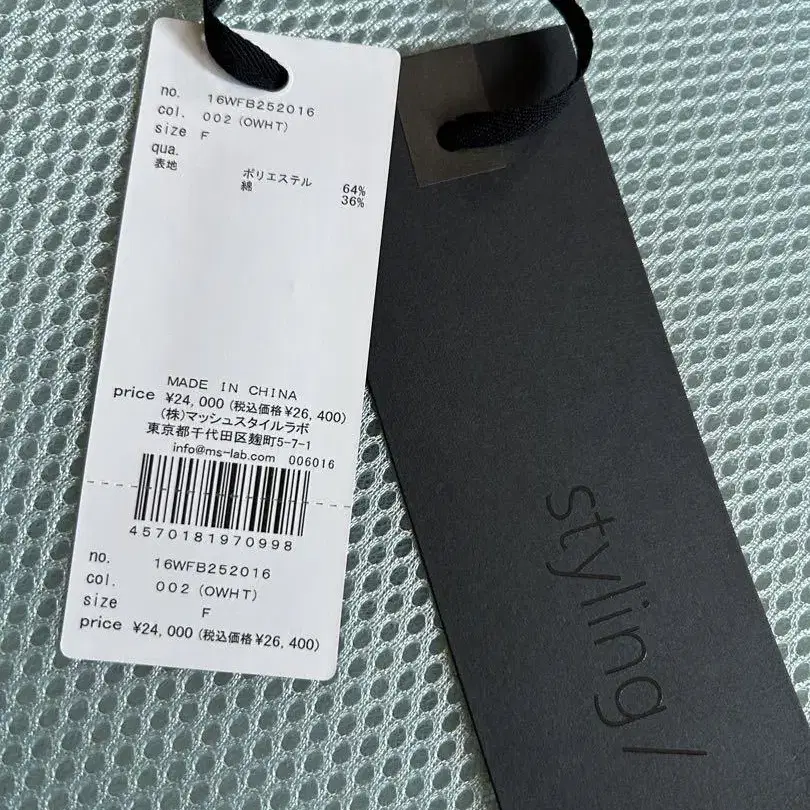 no. 16WFB252016
col. 002 (OWHT)
size F
qua.
表地 ポリエステル 64%
綿 36%
MADE IN CHINA
price ¥24,000 (税込価格¥26,400)
(株)マッシュスタイルラボ
東京都千代田区麹町5-7-1
info@ms-lab.com 006016
4570181970998
no. 16WFB252016
col. 002 (OWHT)
size F
price ¥24,000 (税込価格¥26,400)
styling/